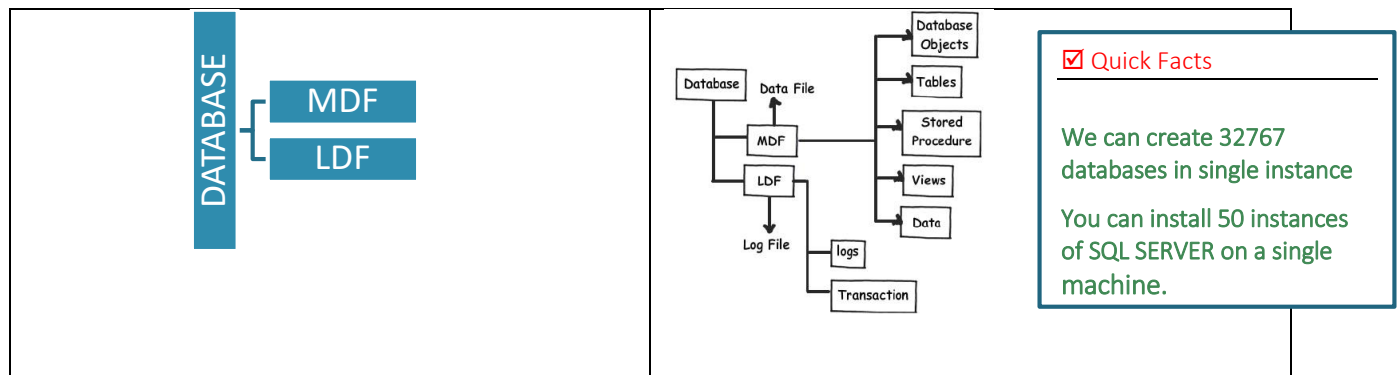 DATABASE
MDF
LDF
Database
Data File
MDF
LDF
Log File
Database
Objects
Tables
Stored
Procedure
Views
Data
logs
Transaction
☑ Quick Facts
We can create 32767
databases in single instance
You can install 50 instances
of SQL SERVER on a single
machine.